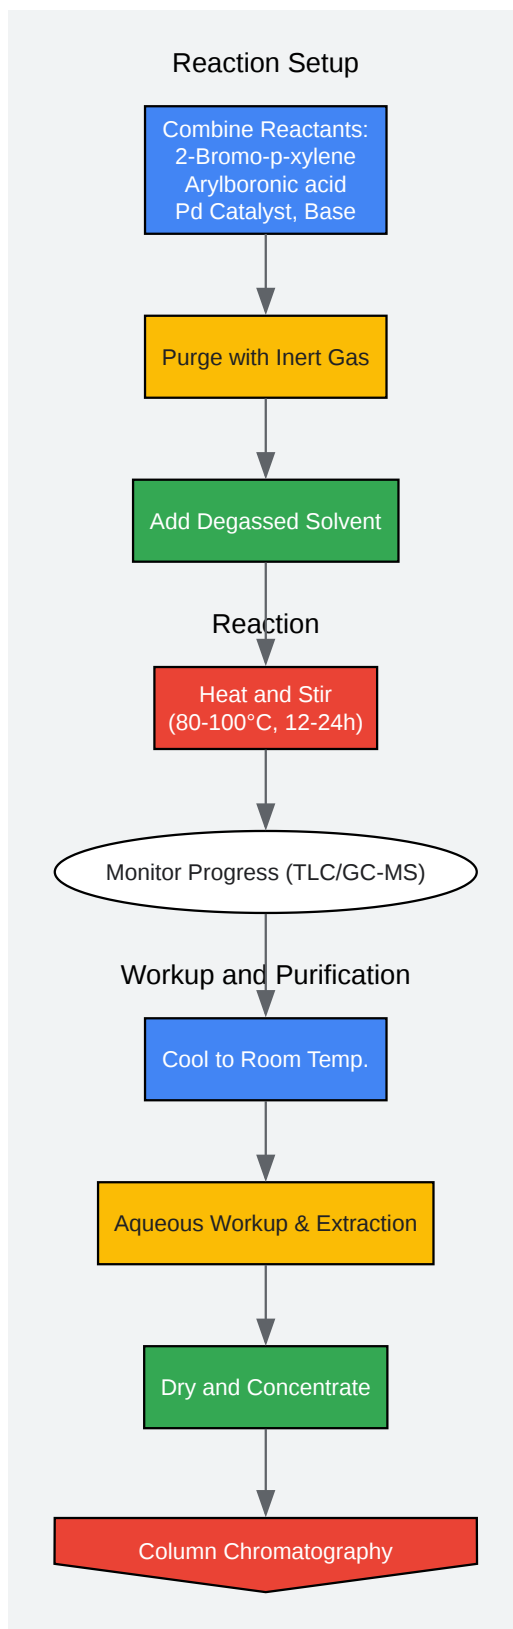 Reaction Setup
Combine Reactants:
2-Bromo-p-xylene
Arylboronic acid
Pd Catalyst, Base
Purge with Inert Gas
Add Degassed Solvent
Reaction
Heat and Stir
(80-100°C, 12-24h)
Monitor Progress (TLC/GC-MS)
Workup and Purification
Cool to Room Temp.
Aqueous Workup & Extraction
Dry and Concentrate
Column Chromatography